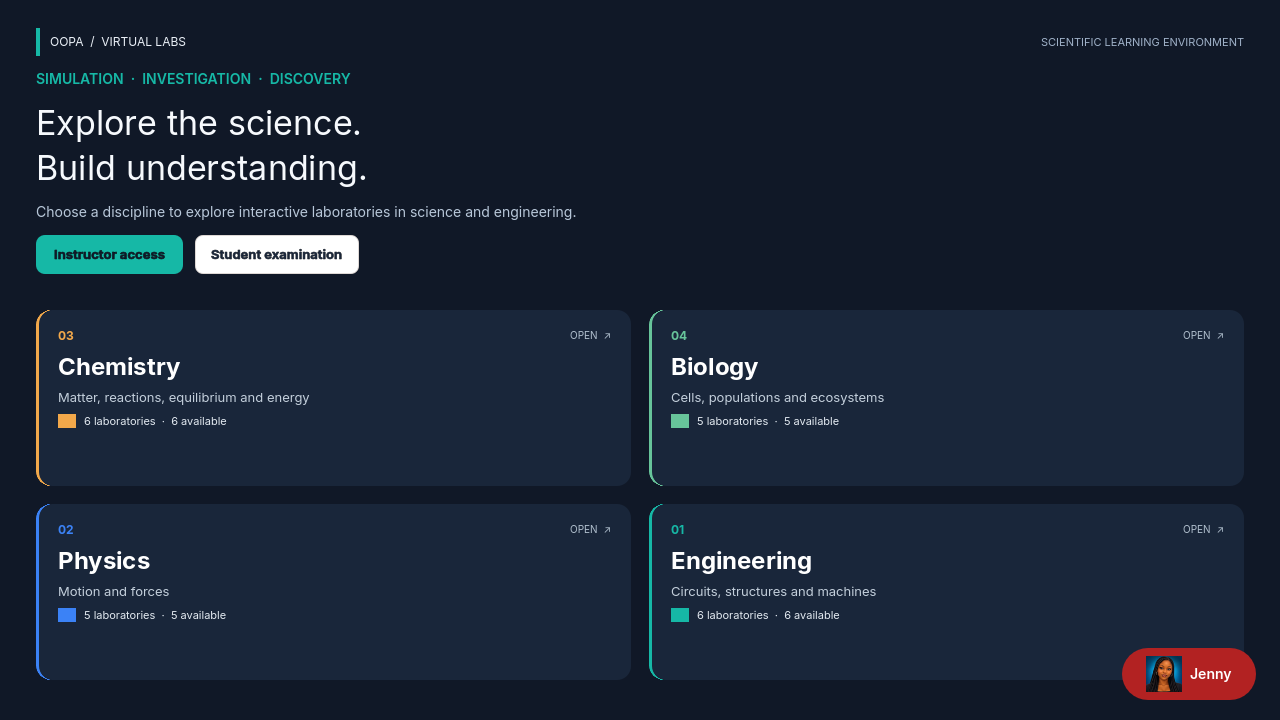 OOPA / VIRTUAL LABS
SCIENTIFIC LEARNING ENVIRONMENT
SIMULATION · INVESTIGATION · DISCOVERY
Explore the science.
Build understanding.
Choose a discipline to explore interactive laboratories in science and engineering.
Instructor access
Student examination
03
OPEN ↗
Chemistry
Matter, reactions, equilibrium and energy
6 laboratories · 6 available
04
OPEN ↗
Biology
Cells, populations and ecosystems
5 laboratories · 5 available
02
OPEN ↗
Physics
Motion and forces
5 laboratories · 5 available
01
OPEN ↗
Engineering
Circuits, structures and machines
6 laboratories · 6 available
Jenny